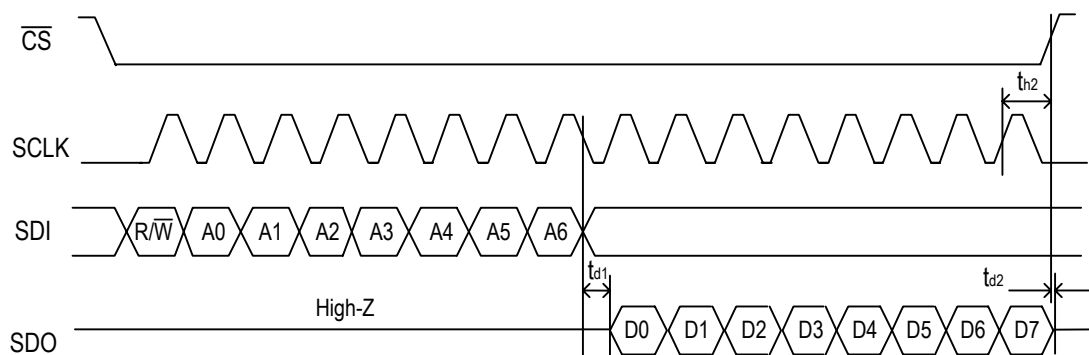 CS
th2
SCLK
SDI R/W A0 A1 A2 A3 A4 A5 A6
td1 td2
High-Z
SDO D0 D1 D2 D3 D4 D5 D6 D7